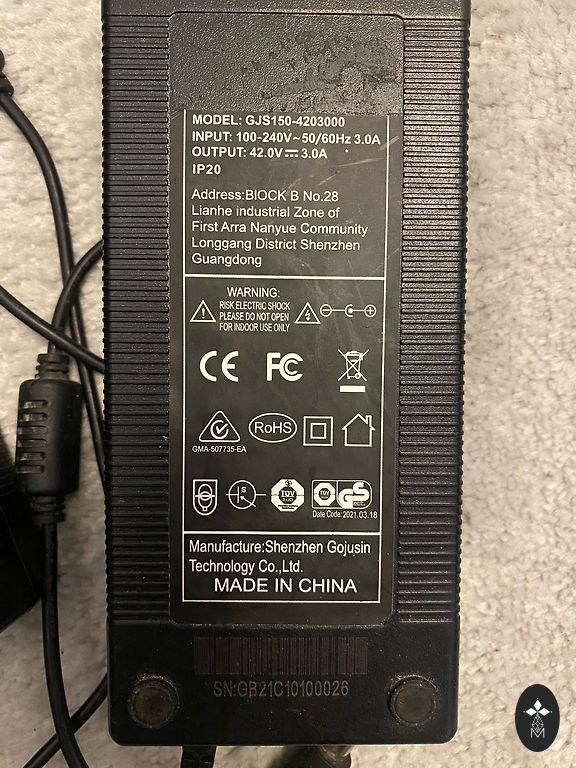 MODEL: GJS150-4203000
INPUT: 100-240V~50/60Hz 3.0A
OUTPUT: 42.0V⎓3.0A
IP20
Address:BIOCK B No.28
Lianhe industrial Zone of
First Arra Nanyue Community
Longgang District Shenzhen
Guangdong
WARNING:
RISK ELECTRIC SHOCK
PLEASE DO NOT OPEN
FOR INDOOR USE ONLY
CE FC
RoHS
GMA-507735-EA
S
TÜV TÜV GS
Date Code: 2021.03.18
Manufacture:Shenzhen Gojusin
Technology Co.,Ltd.
MADE IN CHINA
SN:GB21C10100026
M